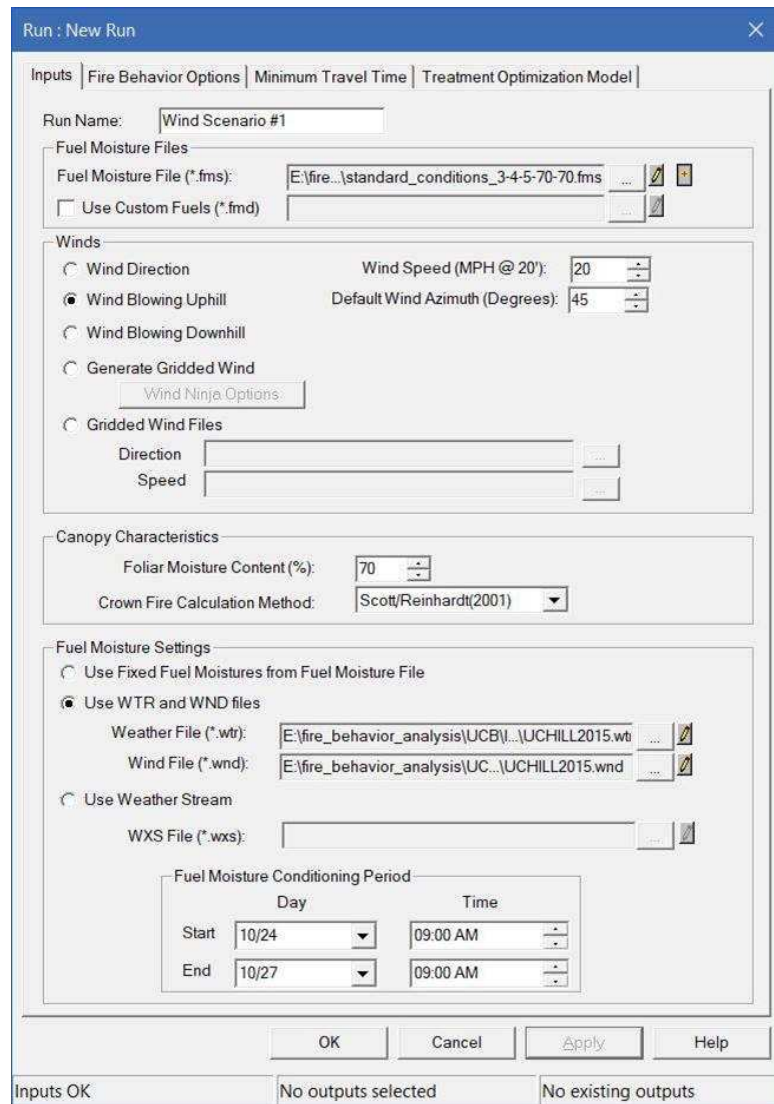 Run : New Run
Inputs Fire Behavior Options Minimum Travel Time Treatment Optimization Model
Run Name: Wind Scenario #1
Fuel Moisture Files
Fuel Moisture File (*.fms): E:\fire...\standard_conditions_3-4-5-70-70.fms ...
Use Custom Fuels (*.fmd) ...
Winds
Wind Direction Wind Speed (MPH @ 20'): 20
Wind Blowing Uphill Default Wind Azimuth (Degrees): 45
Wind Blowing Downhill
Generate Gridded Wind
Wind Ninja Options
Gridded Wind Files
Direction ...
Speed ...
Canopy Characteristics
Foliar Moisture Content (%): 70
Crown Fire Calculation Method: Scott/Reinhardt(2001)
Fuel Moisture Settings
Use Fixed Fuel Moistures from Fuel Moisture File
Use WTR and WND files
Weather File (*.wtr): E:\fire_behavior_analysis\UCB\I...\UCHILL2015.wtr ...
Wind File (*.wnd): E:\fire_behavior_analysis\UC...\UCHILL2015.wnd ...
Use Weather Stream
WXS File (*.wxs): ...
Fuel Moisture Conditioning Period
Day Time
Start 10/24 09:00 AM
End 10/27 09:00 AM
OK Cancel Apply Help
Inputs OK No outputs selected No existing outputs